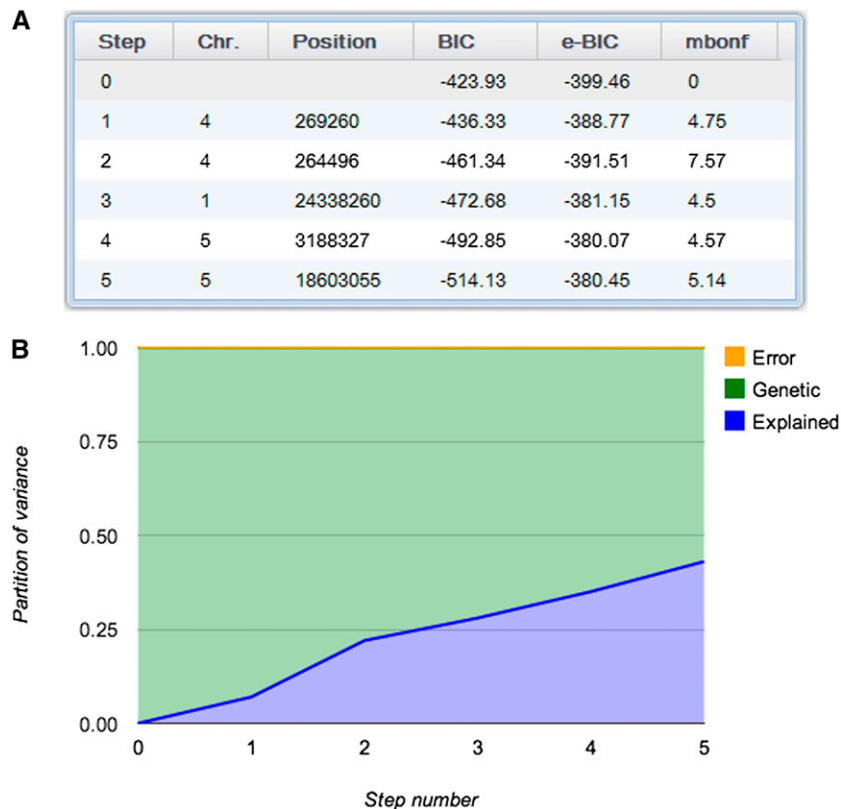 A
Step Chr. Position BIC e-BIC mbonf
0 -423.93 -399.46 0
1 4 269260 -436.33 -388.77 4.75
2 4 264496 -461.34 -391.51 7.57
3 1 24338260 -472.68 -381.15 4.5
4 5 3188327 -492.85 -380.07 4.57
5 5 18603055 -514.13 -380.45 5.14
B
Partition of variance
1.00
0.75
0.50
0.25
0.00
0 1 2 3 4 5
Step number
Error
Genetic
Explained